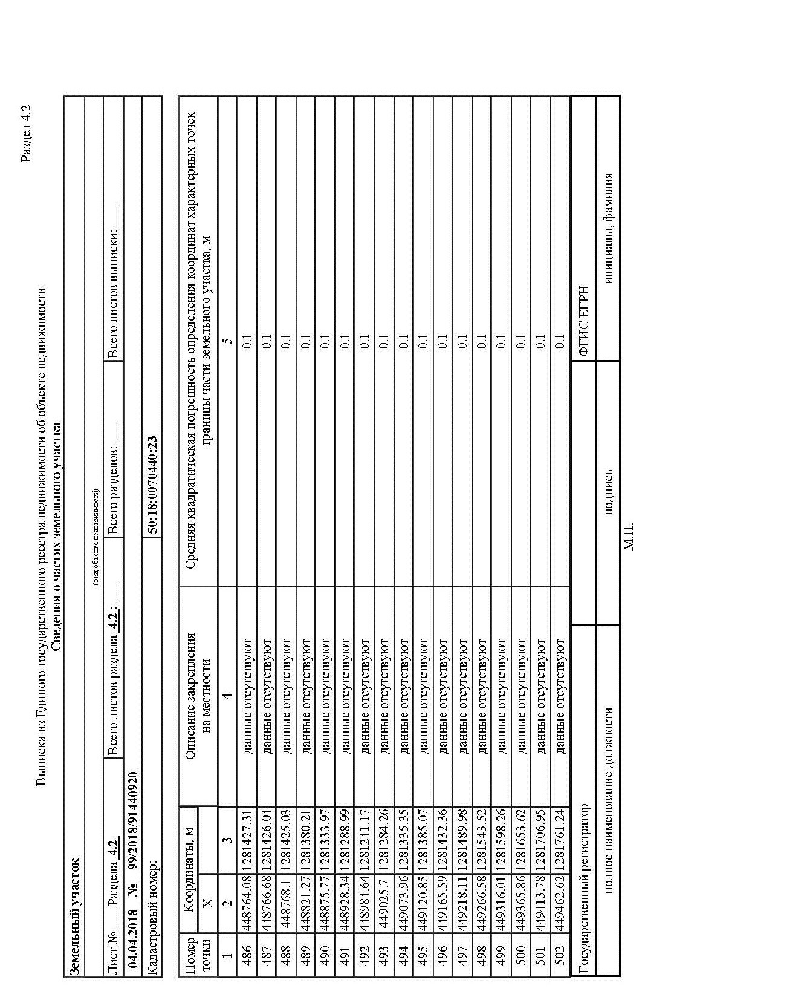 Раздел 4.2
Выписка из Единого государственного реестра недвижимости об объекте недвижимости
Сведения о частях земельного участка
Земельный участок
(вид объекта недвижимости)
Лист №___ Раздела 4.2 Всего листов раздела 4.2 : ___ Всего разделов: ___ Всего листов выписки: ___
04.04.2018 № 99/2018/91440920
Кадастровый номер: 50:18:0070440:23
Номер точки Координаты, м Описание закрепления на местности Средняя квадратическая погрешность определения координат характерных точек границы части земельного участка, м
X
1 2 3 4 5
486 448764.08 1281427.31 данные отсутствуют 0.1
487 448766.68 1281426.04 данные отсутствуют 0.1
488 448768.1 1281425.03 данные отсутствуют 0.1
489 448821.27 1281380.21 данные отсутствуют 0.1
490 448875.77 1281333.97 данные отсутствуют 0.1
491 448928.34 1281288.99 данные отсутствуют 0.1
492 448984.64 1281241.17 данные отсутствуют 0.1
493 449025.7 1281284.26 данные отсутствуют 0.1
494 449073.96 1281335.35 данные отсутствуют 0.1
495 449120.85 1281385.07 данные отсутствуют 0.1
496 449165.59 1281432.36 данные отсутствуют 0.1
497 449218.11 1281489.98 данные отсутствуют 0.1
498 449266.58 1281543.52 данные отсутствуют 0.1
499 449316.01 1281598.26 данные отсутствуют 0.1
500 449365.86 1281653.62 данные отсутствуют 0.1
501 449413.78 1281706.95 данные отсутствуют 0.1
502 449462.62 1281761.24 данные отсутствуют 0.1
Государственный регистратор ФГИС ЕГРН
полное наименование должности подпись инициалы, фамилия
М.П.